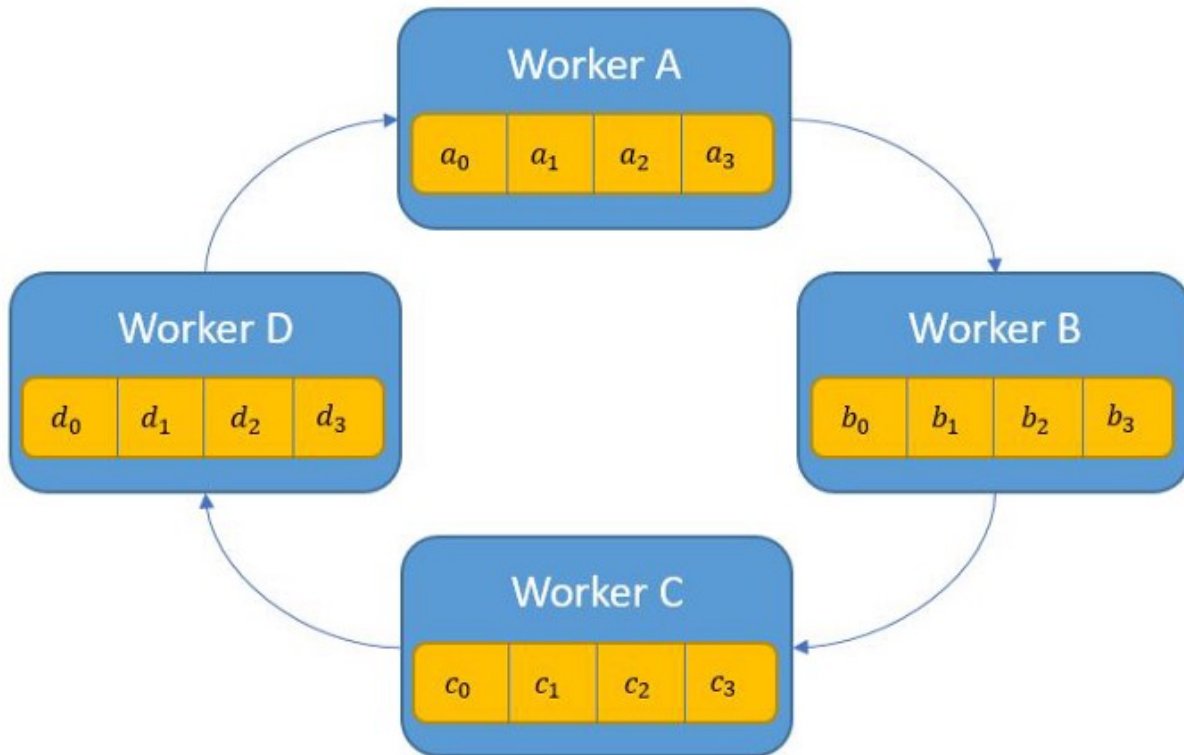 Worker A
a₀ a₁ a₂ a₃
Worker D
d₀ d₁ d₂ d₃
Worker B
b₀ b₁ b₂ b₃
Worker C
c₀ c₁ c₂ c₃